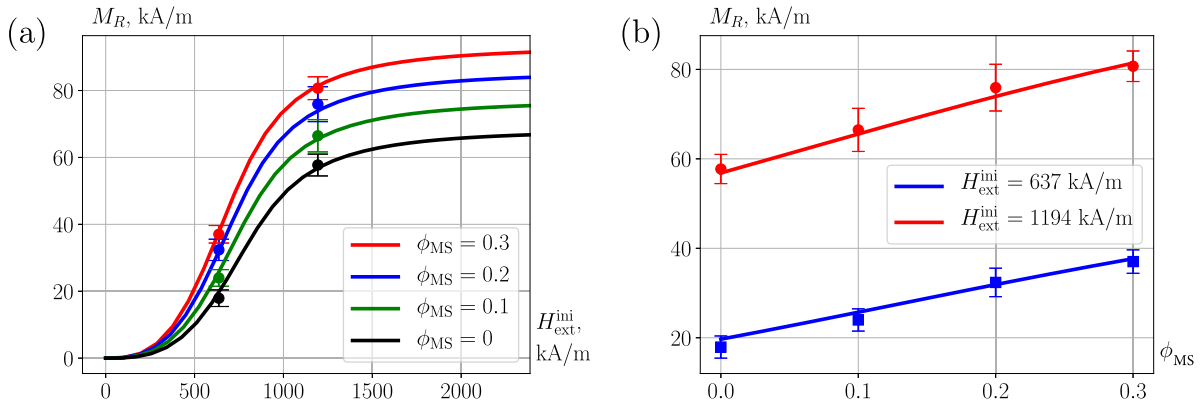 (a)
M_R, kA/m
80
60
40
20
0
0 500 1000 1500 2000
ϕ_MS = 0.3
ϕ_MS = 0.2
ϕ_MS = 0.1
ϕ_MS = 0
H_ext^ini,
kA/m
(b)
M_R, kA/m
80
60
40
20
0.0 0.1 0.2 0.3
H_ext^ini = 637 kA/m
H_ext^ini = 1194 kA/m
ϕ_MS